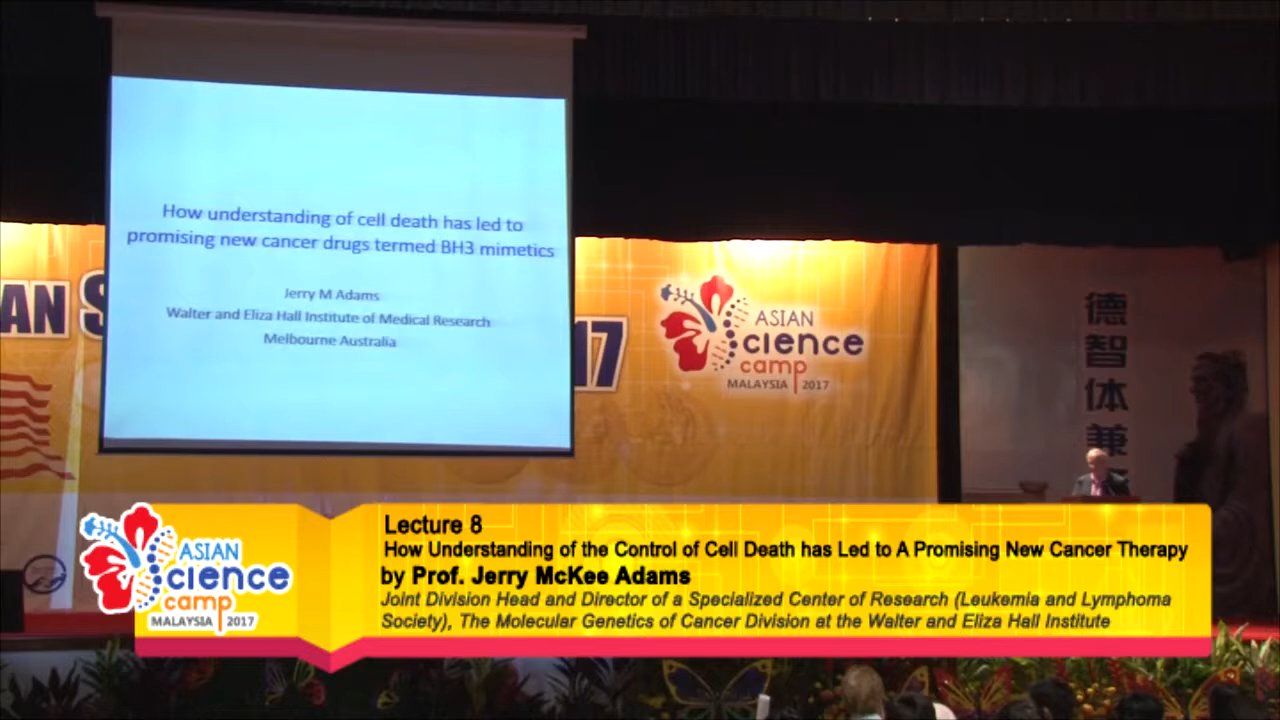 How understanding of cell death has led to
promising new cancer drugs termed BH3 mimetics
Jerry M Adams
Walter and Eliza Hall Institute of Medical Research
Melbourne Australia
AN S
17
ASIAN
science
camp
MALAYSIA 2017
德
智
体
兼
ASIAN
science
camp
MALAYSIA 2017
Lecture 8
How Understanding of the Control of Cell Death has Led to A Promising New Cancer Therapy
by Prof. Jerry McKee Adams
Joint Division Head and Director of a Specialized Center of Research (Leukemia and Lymphoma
Society), The Molecular Genetics of Cancer Division at the Walter and Eliza Hall Institute